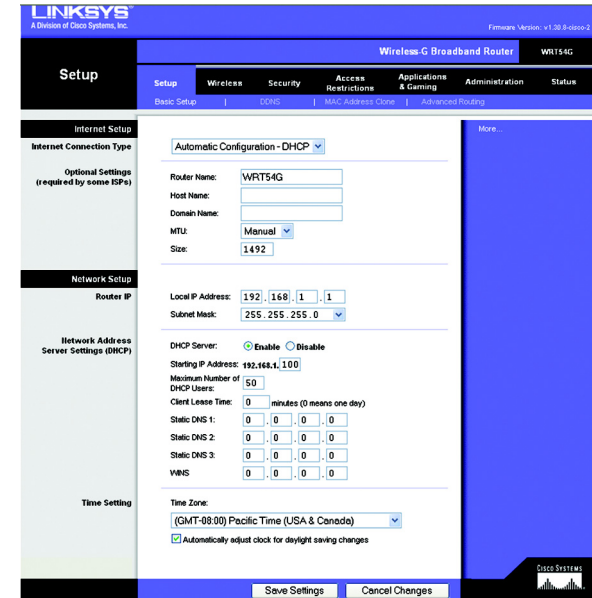 LINKSYS®
A Division of Cisco Systems, Inc.
Firmware Version: v1.30.8-cisco-2
Wireless-G Broadband Router WRT54G
Setup
Setup Wireless Security Access Restrictions Applications & Gaming Administration Status
Basic Setup | DDNS | MAC Address Clone | Advanced Routing
Internet Setup
More...
Internet Connection Type Automatic Configuration - DHCP
Optional Settings
(required by some ISPs)
Router Name: WRT54G
Host Name:
Domain Name:
MTU: Manual
Size: 1492
Network Setup
Router IP
Local IP Address: 192 . 168 . 1 . 1
Subnet Mask: 255.255.255.0
Network Address
Server Settings (DHCP)
DHCP Server: Enable Disable
Starting IP Address: 192.168.1. 100
Maximum Number of
DHCP Users: 50
Client Lease Time: 0 minutes (0 means one day)
Static DNS 1: 0 . 0 . 0 . 0
Static DNS 2: 0 . 0 . 0 . 0
Static DNS 3: 0 . 0 . 0 . 0
WINS 0 . 0 . 0 . 0
Time Setting
Time Zone:
(GMT-08:00) Pacific Time (USA & Canada)
Automatically adjust clock for daylight saving changes
CISCO SYSTEMS
Save Settings Cancel Changes